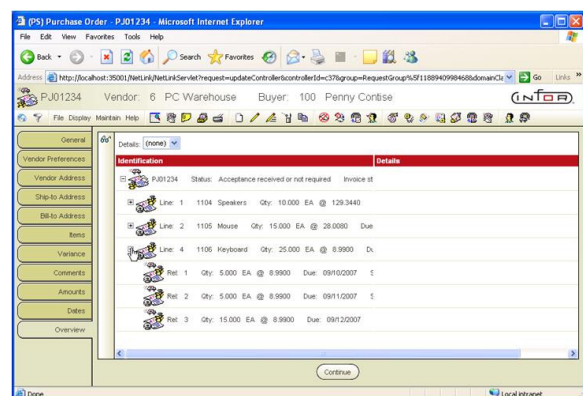 (PS) Purchase Order - PJ01234 - Microsoft Internet Explorer
File Edit View Favorites Tools Help
Back Search Favorites
Address http://localhost:35001/NetLink/NetLinkServlet?request=updateController&controllerId=c37&group=RequestGroup%5f1188940998468&domainCla Go Links »
PJ01234 Vendor: 6 PC Warehouse Buyer: 100 Penny Contise infor
File Display Maintain Help
General
Vendor Preferences
Vendor Address
Ship-to Address
Bill-to Address
Items
Variance
Comments
Amounts
Dates
Overview
Details: (none)
Identification Details
PJ01234 Status: Acceptance received or not required Invoice st
Line: 1 1104 Speakers Qty: 10.000 EA @ 129.3440
Line: 2 1105 Mouse Qty: 15.000 EA @ 28.0080 Due
Line: 4 1106 Keyboard Qty: 25.000 EA @ 8.9900 Du
Rel: 1 Qty: 5.000 EA @ 8.9900 Due: 09/10/2007 S
Rel: 2 Qty: 5.000 EA @ 8.9900 Due: 09/11/2007 S
Rel: 3 Qty: 15.000 EA @ 8.9900 Due: 09/12/2007
Continue
Done Local intranet